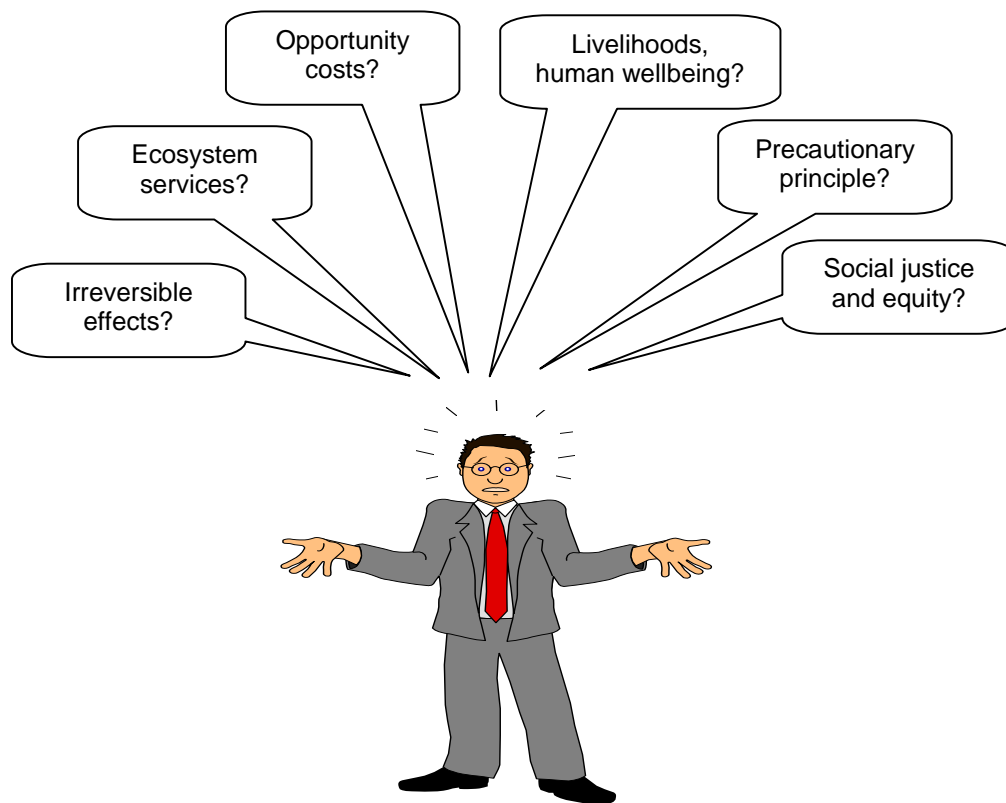 Opportunity
costs?
Livelihoods,
human wellbeing?
Ecosystem
services?
Precautionary
principle?
Irreversible
effects?
Social justice
and equity?